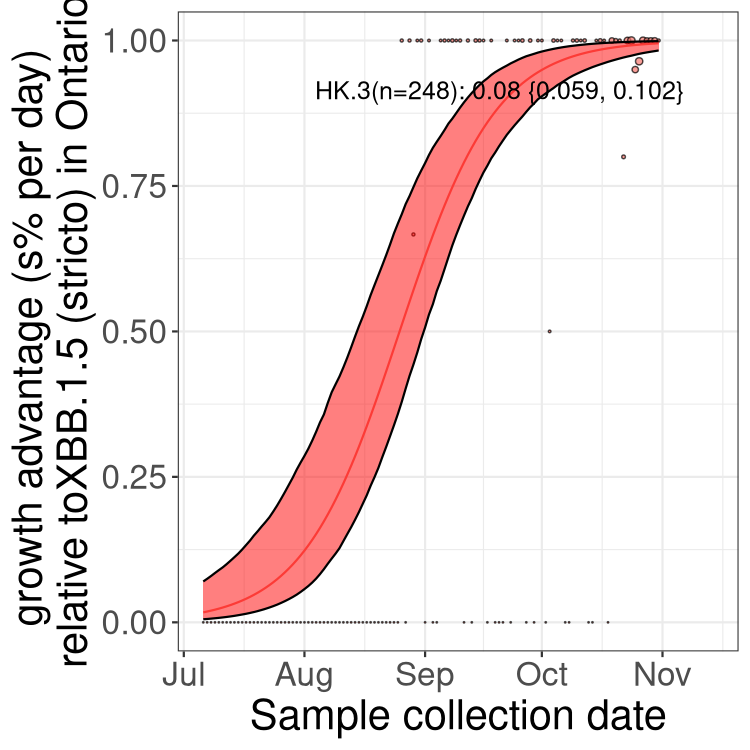 growth advantage (s% per day)
relative toXBB.1.5 (stricto) in Ontario
1.00
0.75
0.50
0.25
0.00
HK.3(n=248): 0.08 {0.059, 0.102}
Jul Aug Sep Oct Nov
Sample collection date